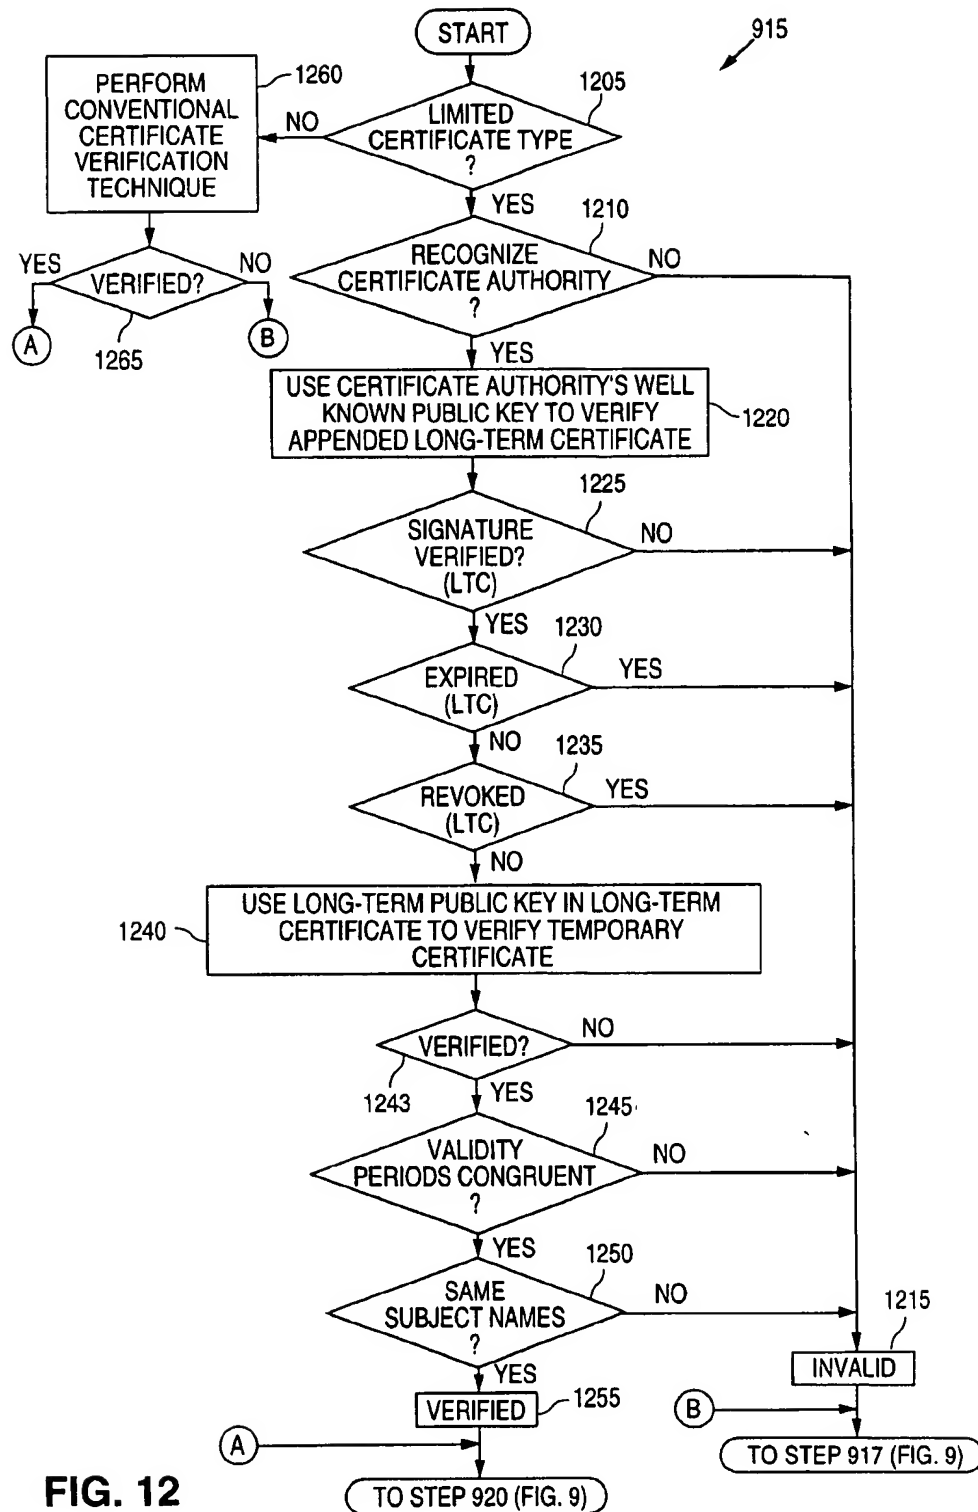 START
915
PERFORM
CONVENTIONAL
CERTIFICATE
VERIFICATION
TECHNIQUE
1260
NO
LIMITED
CERTIFICATE TYPE
?
1205
YES
RECOGNIZE
CERTIFICATE AUTHORITY
?
1210
NO
YES
VERIFIED?
NO
1265
A
B
YES
USE CERTIFICATE AUTHORITY'S WELL
KNOWN PUBLIC KEY TO VERIFY
APPENDED LONG-TERM CERTIFICATE
1220
SIGNATURE
VERIFIED?
(LTC)
1225
NO
YES
EXPIRED
(LTC)
1230
YES
NO
REVOKED
(LTC)
1235
YES
NO
1240
USE LONG-TERM PUBLIC KEY IN LONG-TERM
CERTIFICATE TO VERIFY TEMPORARY
CERTIFICATE
VERIFIED?
NO
1243
YES
VALIDITY
PERIODS CONGRUENT
?
1245
NO
YES
SAME
SUBJECT NAMES
?
1250
NO
YES
1215
INVALID
VERIFIED
1255
B
A
TO STEP 917 (FIG. 9)
TO STEP 920 (FIG. 9)
FIG. 12